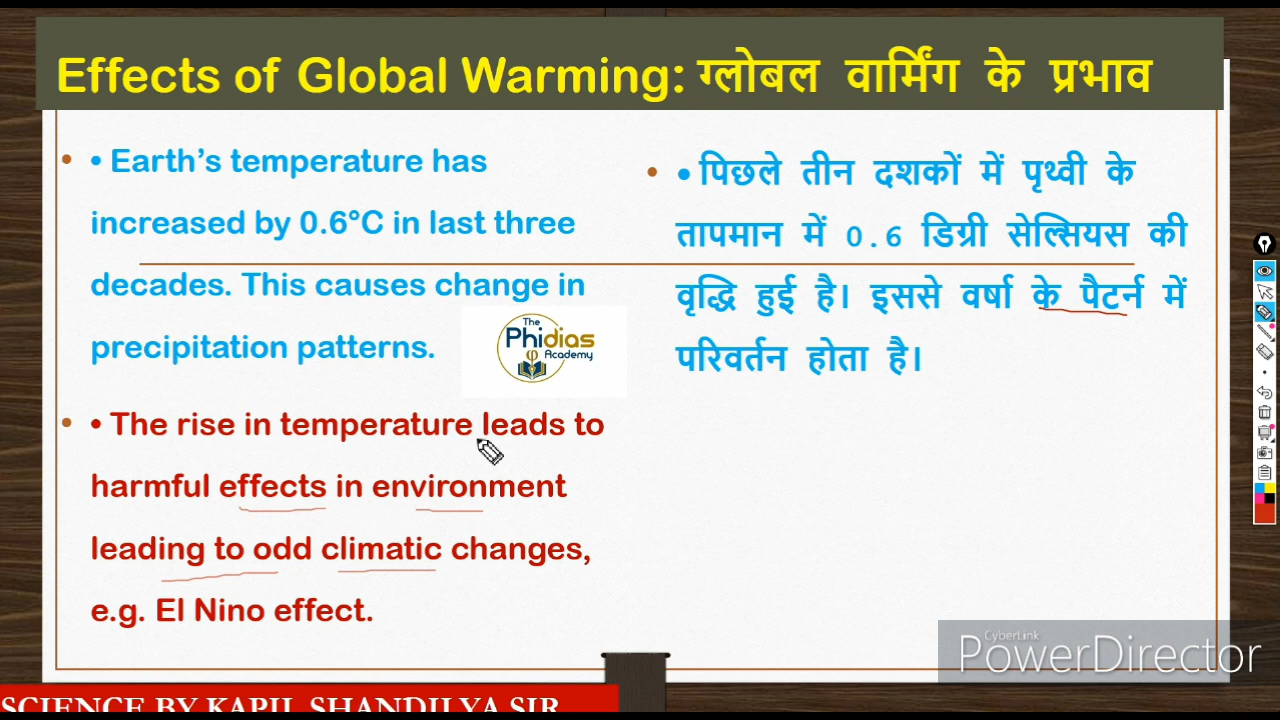 Effects of Global Warming: ग्लोबल वार्मिंग के प्रभाव
• • Earth's temperature has
increased by 0.6°C in last three
decades. This causes change in
precipitation patterns.
• • The rise in temperature leads to
harmful effects in environment
leading to odd climatic changes,
e.g. El Nino effect.
• • पिछले तीन दशकों में पृथ्वी के
तापमान में 0.6 डिग्री सेल्सियस की
वृद्धि हुई है। इससे वर्षा के पैटर्न में
परिवर्तन होता है।
The
Phidias
Academy
CyberLink
PowerDirector
SCIENCE BY KAPIL SHANDILYA SIR